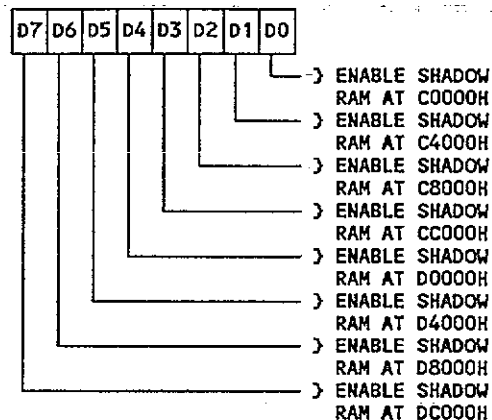 D7 D6 D5 D4 D3 D2 D1 D0
ENABLE SHADOW
RAM AT C0000H
ENABLE SHADOW
RAM AT C4000H
ENABLE SHADOW
RAM AT C8000H
ENABLE SHADOW
RAM AT CC000H
ENABLE SHADOW
RAM AT D0000H
ENABLE SHADOW
RAM AT D4000H
ENABLE SHADOW
RAM AT D8000H
ENABLE SHADOW
RAM AT DC000H